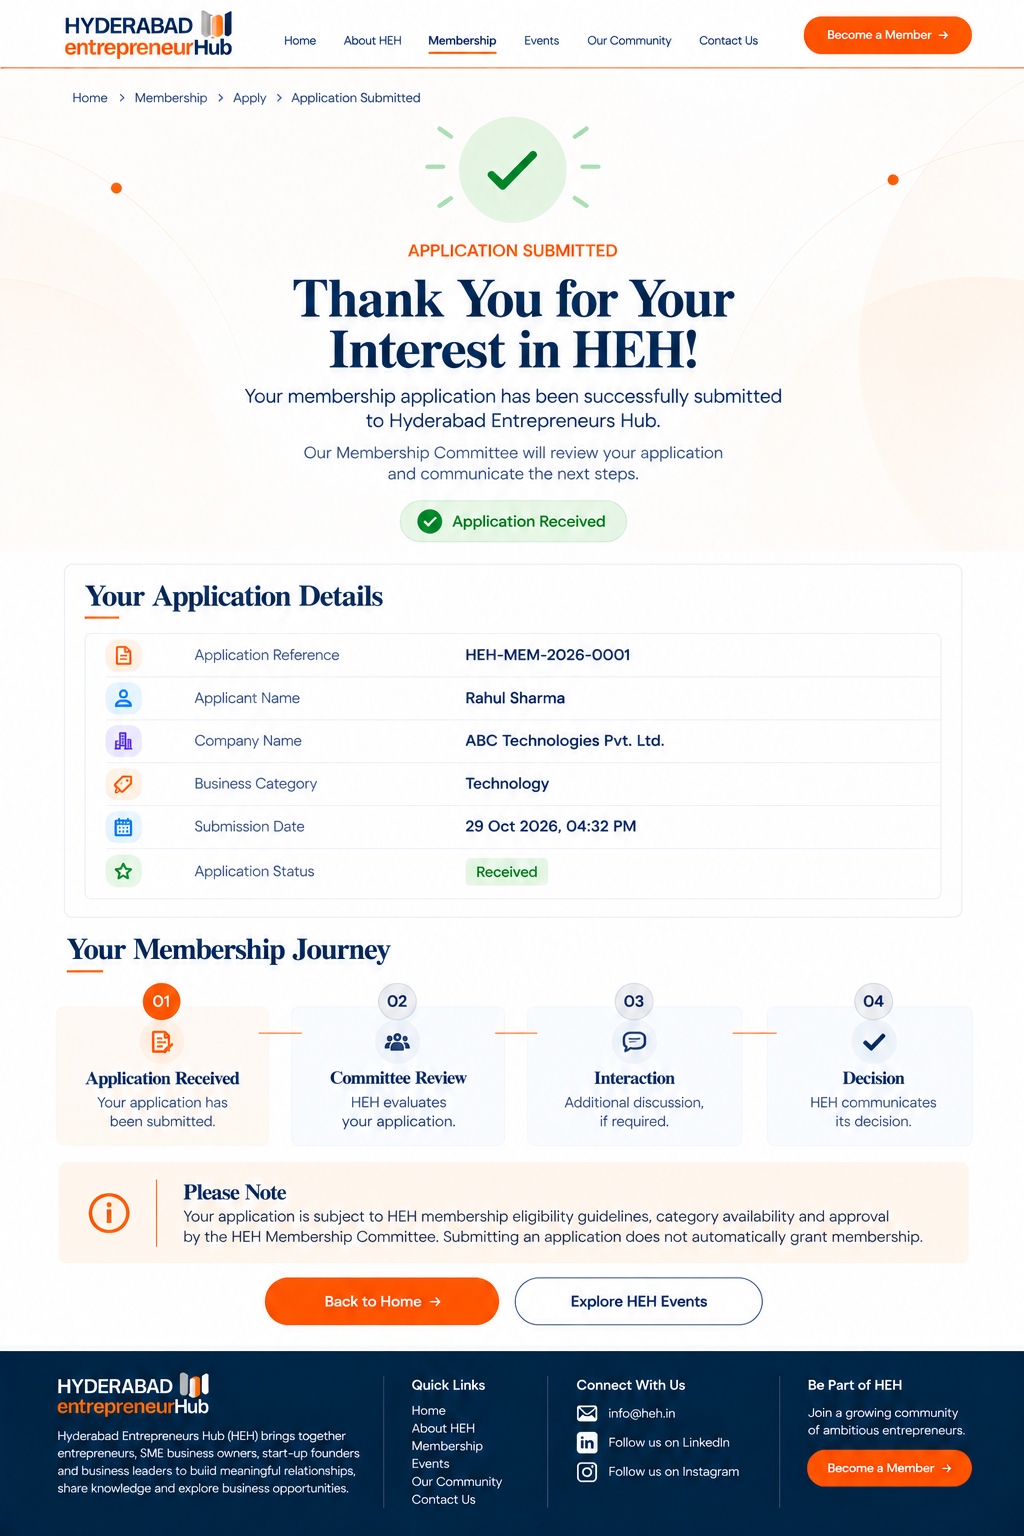 HYDERABAD
entrepreneurHub
Home
About HEH
Membership
Events
Our Community
Contact Us
Become a Member →
Home > Membership > Apply > Application Submitted
APPLICATION SUBMITTED
Thank You for Your
Interest in HEH!
Your membership application has been successfully submitted
to Hyderabad Entrepreneurs Hub.
Our Membership Committee will review your application
and communicate the next steps.
Application Received
Your Application Details
Application Reference
HEH-MEM-2026-0001
Applicant Name
Rahul Sharma
Company Name
ABC Technologies Pvt. Ltd.
Business Category
Technology
Submission Date
29 Oct 2026, 04:32 PM
Application Status
Received
Your Membership Journey
01
Application Received
Your application has
been submitted.
02
Committee Review
HEH evaluates
your application.
03
Interaction
Additional discussion,
if required.
04
Decision
HEH communicates
its decision.
Please Note
Your application is subject to HEH membership eligibility guidelines, category availability and approval
by the HEH Membership Committee. Submitting an application does not automatically grant membership.
Back to Home →
Explore HEH Events
HYDERABAD
entrepreneurHub
Hyderabad Entrepreneurs Hub (HEH) brings together
entrepreneurs, SME business owners, start-up founders
and business leaders to build meaningful relationships,
share knowledge and explore business opportunities.
Quick Links
Home
About HEH
Membership
Events
Our Community
Contact Us
Connect With Us
info@heh.in
Follow us on LinkedIn
Follow us on Instagram
Be Part of HEH
Join a growing community
of ambitious entrepreneurs.
Become a Member →